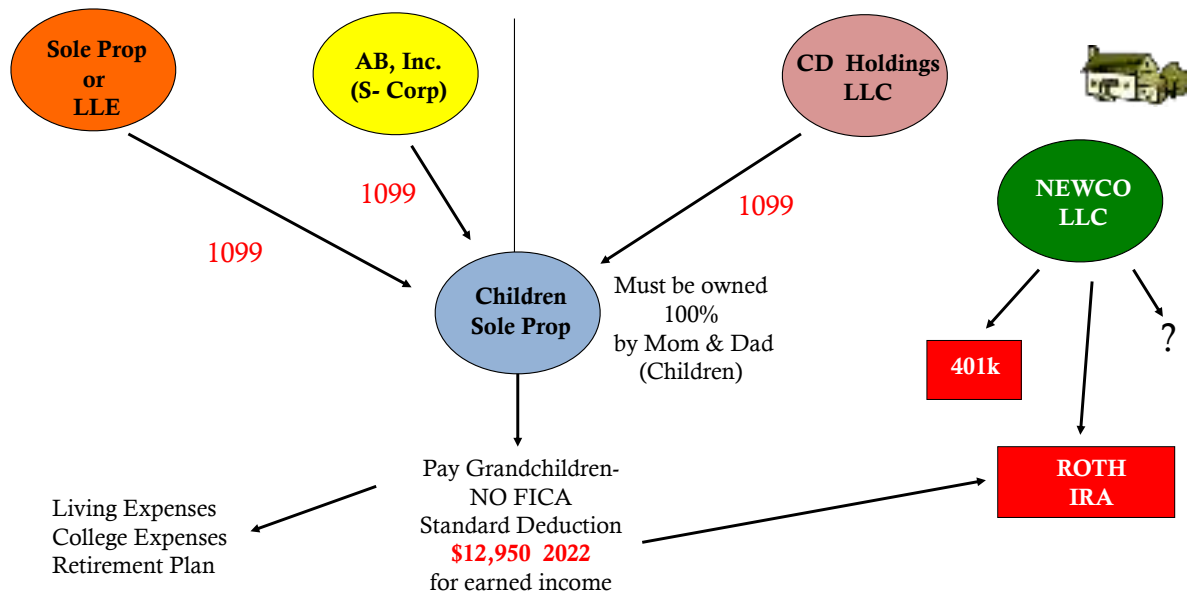 Sole Prop
or
LLE
AB, Inc.
(S- Corp)
CD Holdings
LLC
NEWCO
LLC
1099
1099
1099
Children
Sole Prop
Must be owned
100%
by Mom & Dad
(Children)
?
401k
Pay Grandchildren-
NO FICA
Standard Deduction
$12,950 2022
for earned income
ROTH
IRA
Living Expenses
College Expenses
Retirement Plan